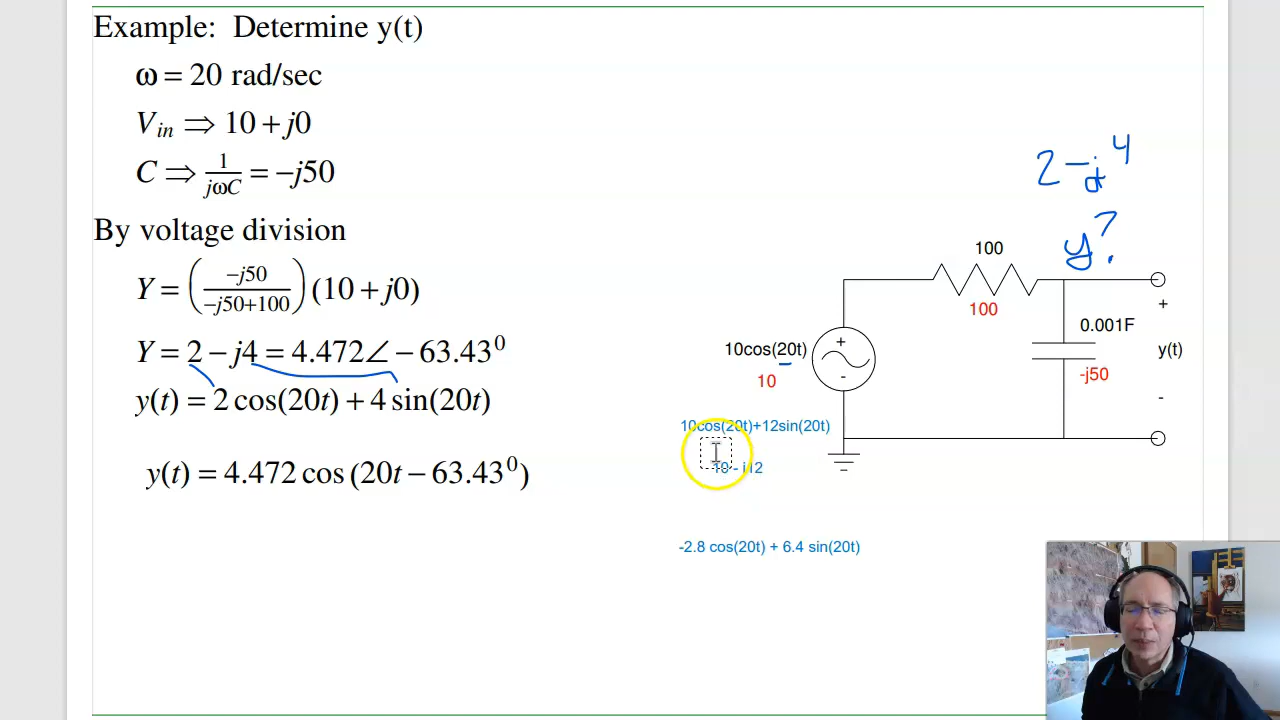 Example: Determine y(t)
ω = 20 rad/sec
V_in ⇒ 10 + j0
C ⇒ 1/(jωC) = −j50
By voltage division
Y = (−j50/(−j50+100)) (10 + j0)
Y = 2 − j4 = 4.472∠ − 63.43⁰
y(t) = 2 cos(20t) + 4 sin(20t)
y(t) = 4.472 cos (20t − 63.43⁰)
2 - j4
y?
100
100
10cos(20t)
10
+
-
0.001F
-j50
+
y(t)
-
10cos(20t)+12sin(20t)
10 - j12
-2.8 cos(20t) + 6.4 sin(20t)